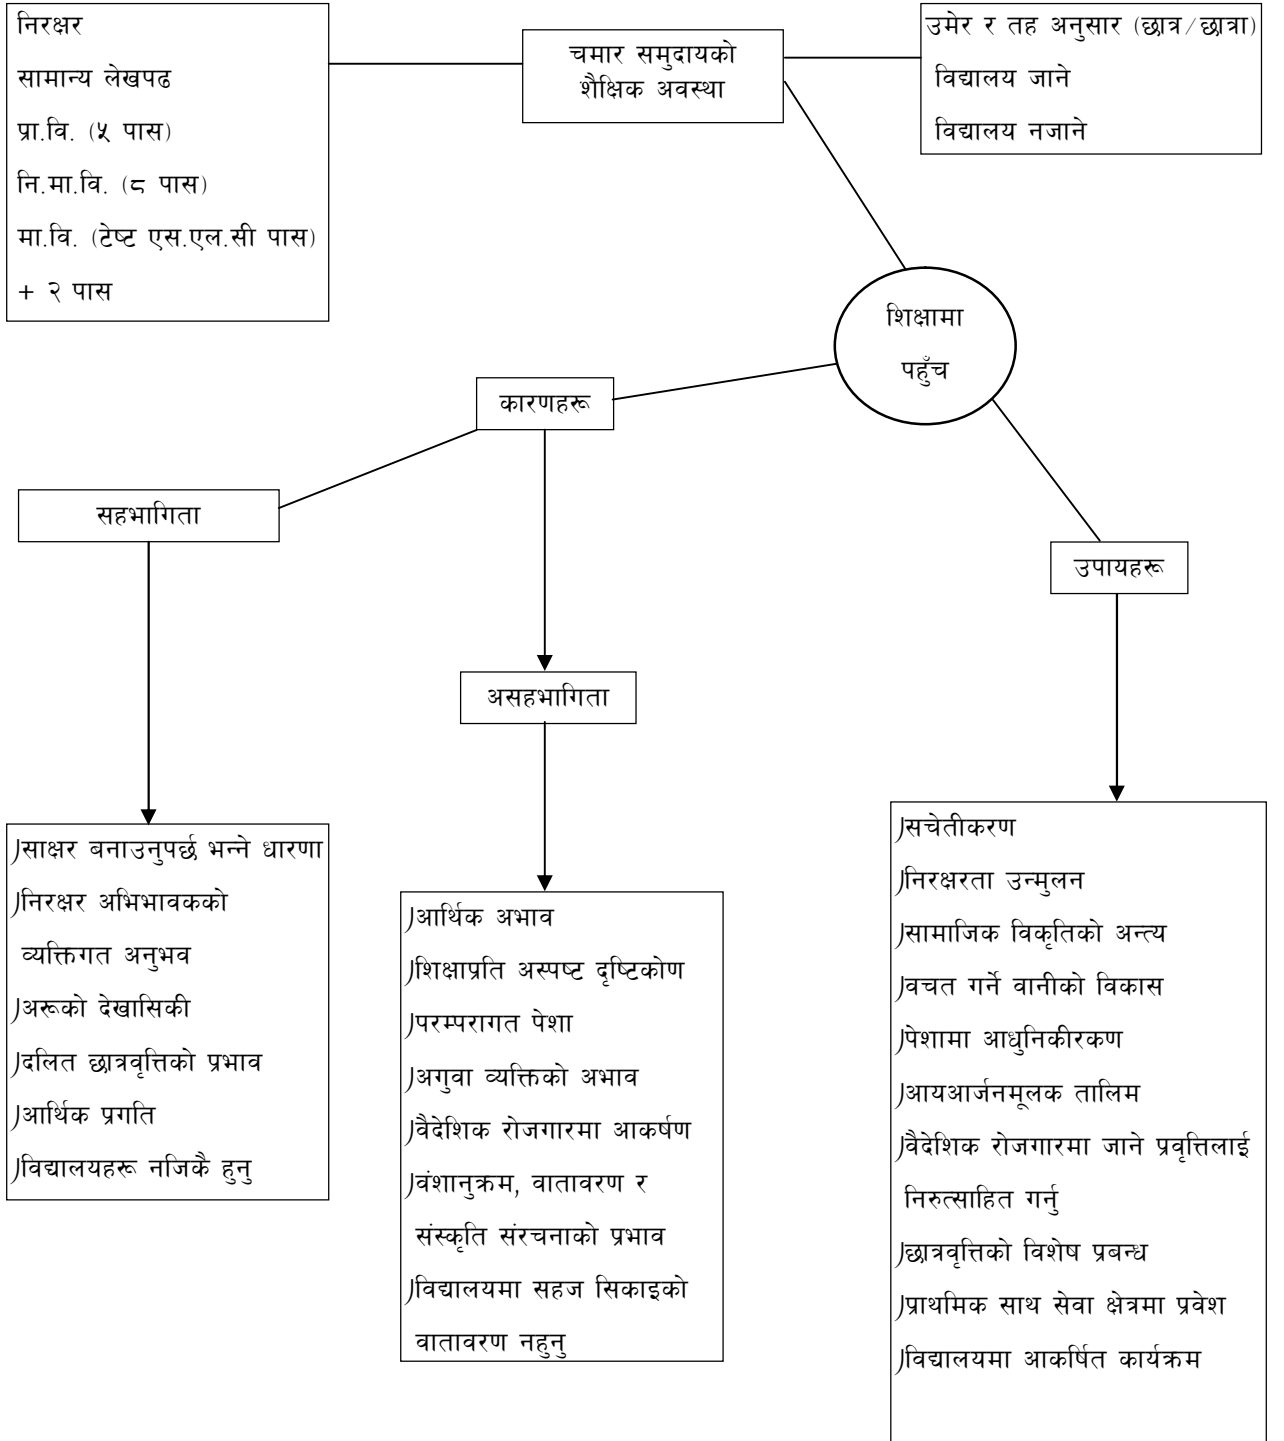 निरक्षर
सामान्य लेखपढ
प्रा.वि. (५ पास)
नि.मा.वि. (८ पास)
मा.वि. (टेष्ट एस.एल.सी पास)
+ २ पास
चमार समुदायको
शैक्षिक अवस्था
उमेर र तह अनुसार (छात्र/छात्रा)
विद्यालय जाने
विद्यालय नजाने
शिक्षामा
पहुँच
कारणहरू
सहभागिता
उपायहरू
असहभागिता
)साक्षर बनाउनुपर्छ भन्ने धारणा
)निरक्षर अभिभावकको
व्यक्तिगत अनुभव
)अरूको देखासिकी
)दलित छात्रवृत्तिको प्रभाव
)आर्थिक प्रगति
)विद्यालयहरू नजिकै हुनु
)आर्थिक अभाव
)शिक्षाप्रति अस्पष्ट दृष्टिकोण
)परम्परागत पेशा
)अगुवा व्यक्तिको अभाव
)वैदेशिक रोजगारमा आकर्षण
)वंशानुक्रम, वातावरण र
संस्कृति संरचनाको प्रभाव
)विद्यालयमा सहज सिकाइको
वातावरण नहुनु
)सचेतीकरण
)निरक्षरता उन्मुलन
)सामाजिक विकृतिको अन्त्य
)वचत गर्ने वानीको विकास
)पेशामा आधुनिकीरकण
)आयआर्जनमूलक तालिम
)वैदेशिक रोजगारमा जाने प्रवृत्तिलाई
निरुत्साहित गर्नु
)छात्रवृत्तिको विशेष प्रबन्ध
)प्राथमिक साथ सेवा क्षेत्रमा प्रवेश
)विद्यालयमा आकर्षित कार्यक्रम